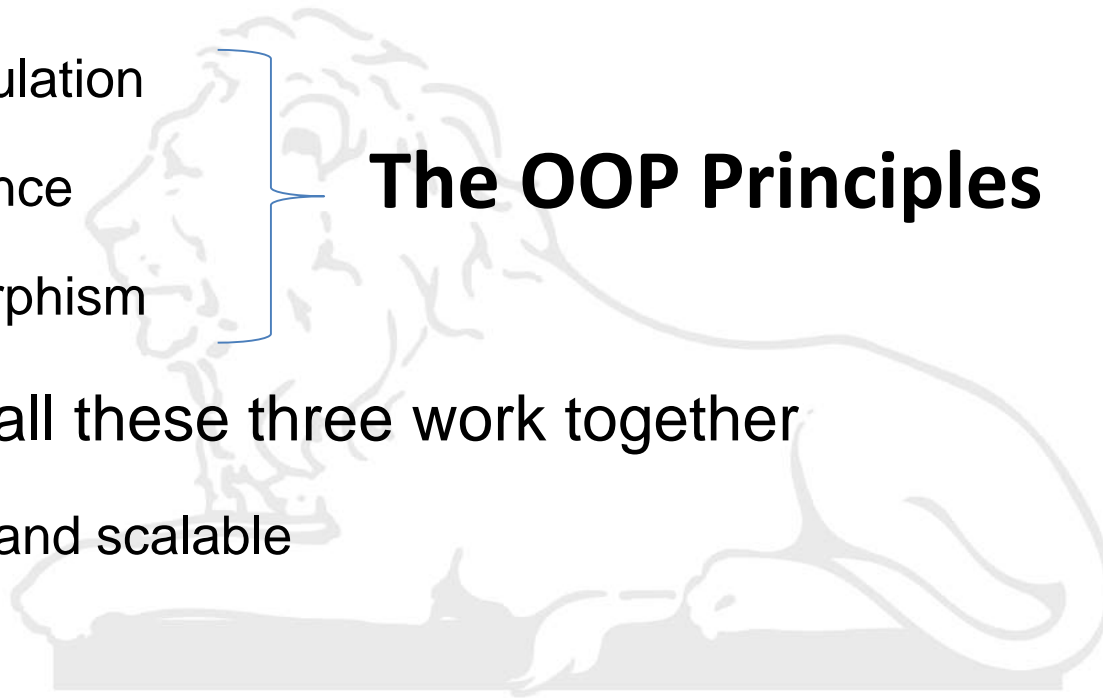 ulation
nce
The OOP Principles
rphism
all these three work together
and scalable